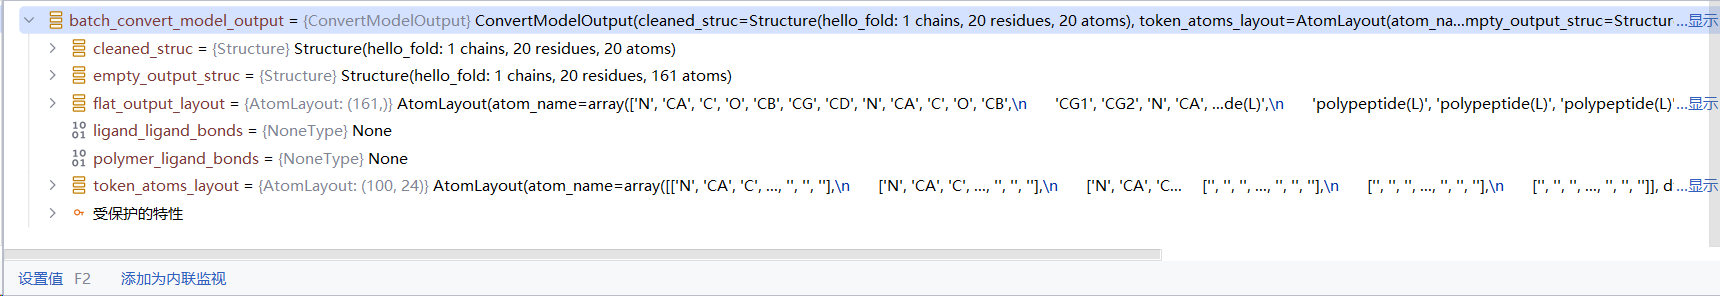 batch_convert_model_output = {ConvertModelOutput} ConvertModelOutput(cleaned_struc=Structure(hello_fold: 1 chains, 20 residues, 20 atoms), token_atoms_layout=AtomLayout(atom_na...mpty_output_struc=Structur ...显示
cleaned_struc = {Structure} Structure(hello_fold: 1 chains, 20 residues, 20 atoms)
empty_output_struc = {Structure} Structure(hello_fold: 1 chains, 20 residues, 161 atoms)
flat_output_layout = {AtomLayout: (161,)} AtomLayout(atom_name=array(['N', 'CA', 'C', 'O', 'CB', 'CG', 'CD', 'N', 'CA', 'C', 'O', 'CB',\n 'CG1', 'CG2', 'N', 'CA', ...de(L)',\n 'polypeptide(L)', 'polypeptide(L)', 'polypeptide(L)' ...显示
ligand_ligand_bonds = {NoneType} None
polymer_ligand_bonds = {NoneType} None
token_atoms_layout = {AtomLayout: (100, 24)} AtomLayout(atom_name=array([['N', 'CA', 'C', ..., '', '', ''],\n ['N', 'CA', 'C', ..., '', '', ''],\n ['N', 'CA', 'C... ['', '', '', ..., '', '', ''],\n ['', '', '', ..., '', '', ''],\n ['', '', '', ..., '', '', '']], d ...显示
受保护的特性
设置值 F2 添加为内联监视